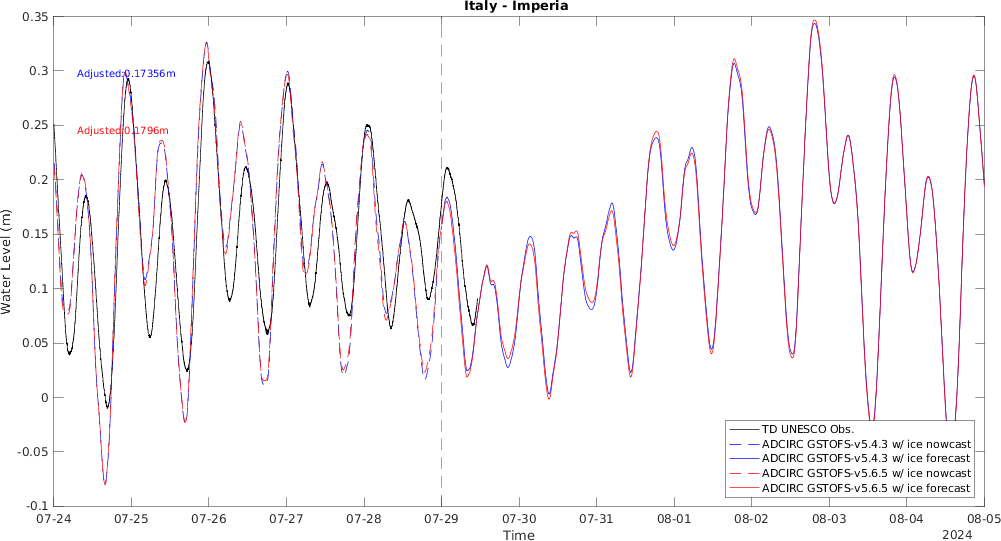 Italy - Imperia
0.35
0.3
0.25
0.2
0.15
0.1
0.05
0
-0.05
-0.1
Water Level (m)
Adjusted:0.17356m
Adjusted:0.1796m
TD UNESCO Obs.
ADCIRC GSTOFS-v5.4.3 w/ ice nowcast
ADCIRC GSTOFS-v5.4.3 w/ ice forecast
ADCIRC GSTOFS-v5.6.5 w/ ice nowcast
ADCIRC GSTOFS-v5.6.5 w/ ice forecast
07-24 07-25 07-26 07-27 07-28 07-29 07-30 07-31 08-01 08-02 08-03 08-04 08-05
Time
2024